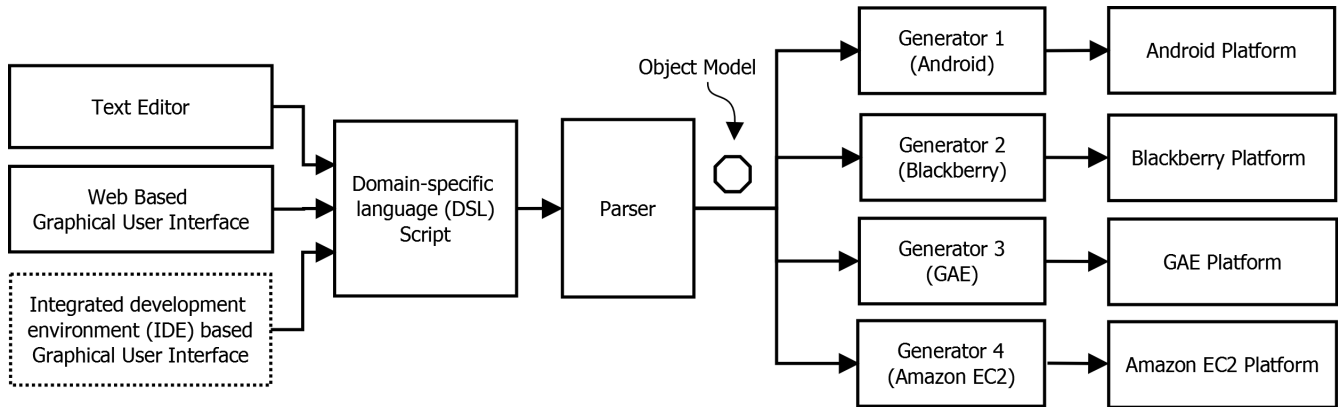 Text Editor
Web Based
Graphical User Interface
Integrated development
environment (IDE) based
Graphical User Interface
Domain-specific
language (DSL)
Script
Parser
Object Model
Generator 1
(Android)
Generator 2
(Blackberry)
Generator 3
(GAE)
Generator 4
(Amazon EC2)
Android Platform
Blackberry Platform
GAE Platform
Amazon EC2 Platform